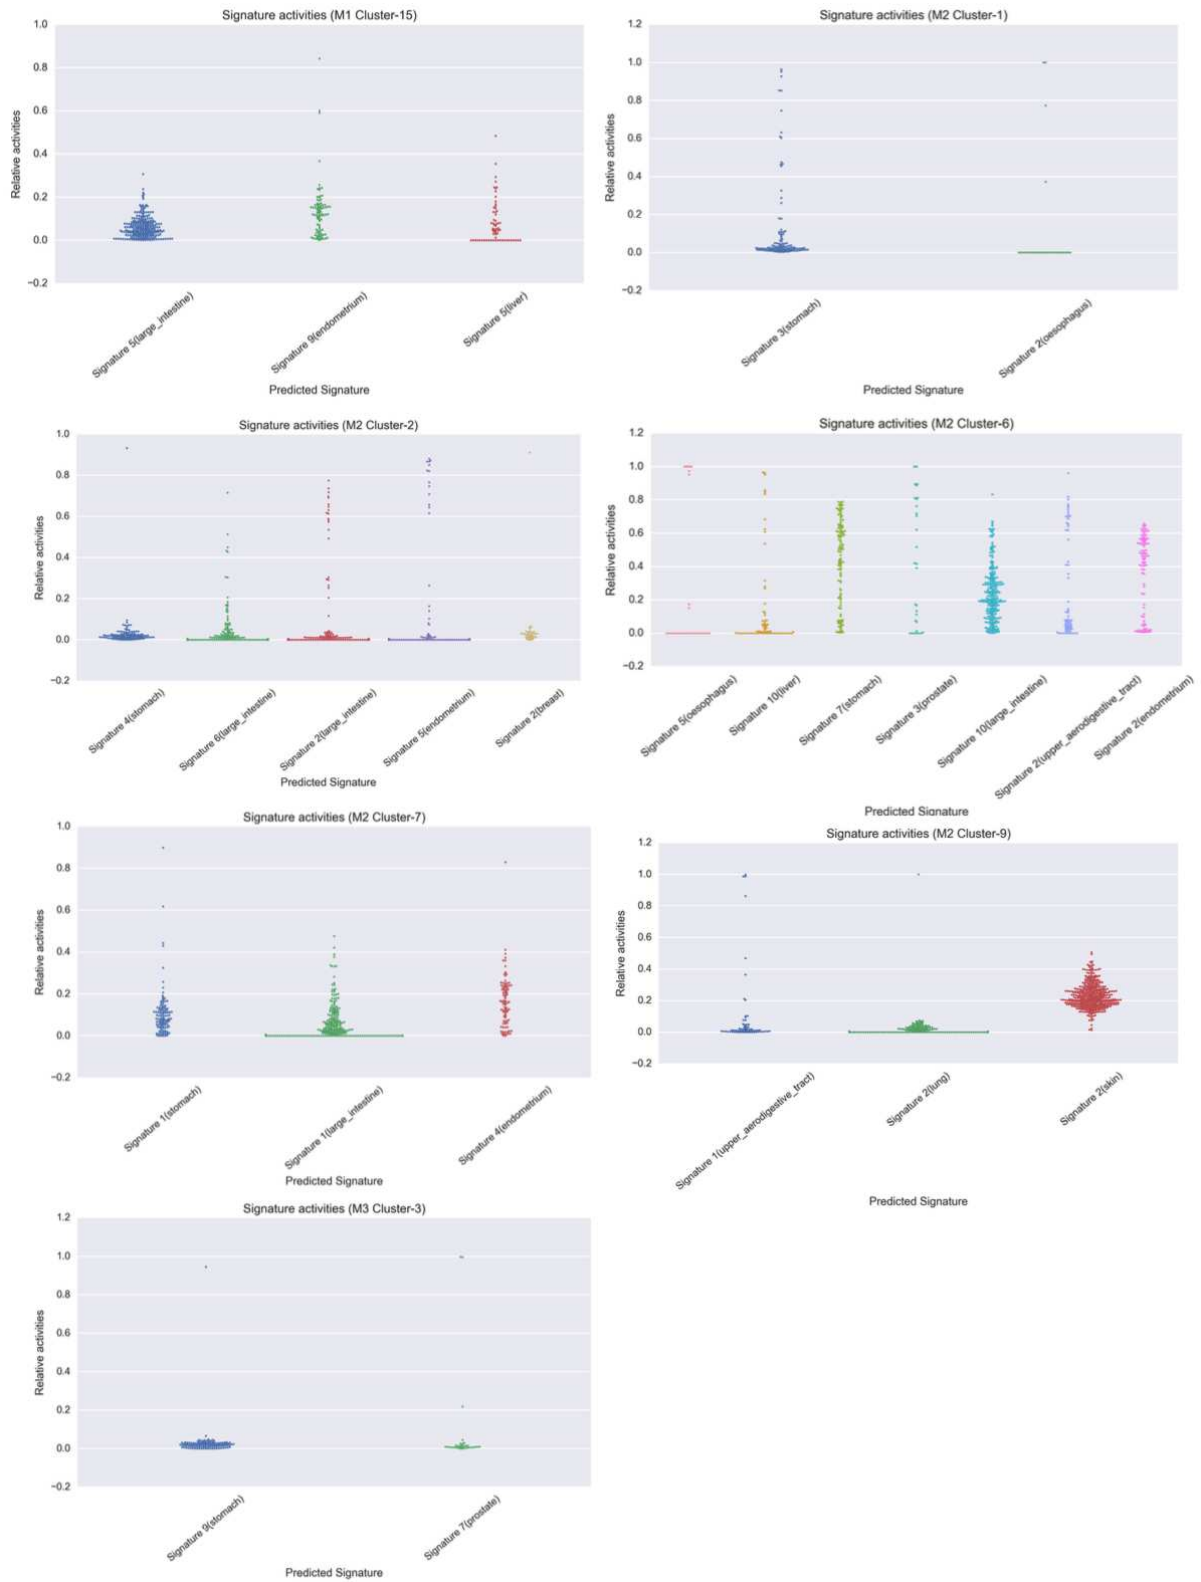 Signature activities (M1 Cluster-15)
1.0
0.8
0.6
0.4
0.2
0.0
−0.2
Relative activities
Signature 5(large_intestine)
Signature 9(endometrium)
Signature 5(liver)
Predicted Signature
Signature activities (M2 Cluster-1)
1.2
1.0
0.8
0.6
0.4
0.2
0.0
−0.2
Relative activities
Signature 3(stomach)
Signature 2(oesophagus)
Predicted Signature
Signature activities (M2 Cluster-2)
1.0
0.8
0.6
0.4
0.2
0.0
−0.2
Relative activities
Signature 4(stomach)
Signature 6(large_intestine)
Signature 2(large_intestine)
Signature 5(endometrium)
Signature 2(breast)
Predicted Signature
Signature activities (M2 Cluster-6)
1.2
1.0
0.8
0.6
0.4
0.2
0.0
−0.2
Relative activities
Signature 5(oesophagus)
Signature 10(liver)
Signature 7(stomach)
Signature 3(prostate)
Signature 10(large_intestine)
Signature 2(upper_aerodigestive_tract)
Signature 2(endometrium)
Predicted Signature
Signature activities (M2 Cluster-7)
1.0
0.8
0.6
0.4
0.2
0.0
−0.2
Relative activities
Signature 1(stomach)
Signature 1(large_intestine)
Signature 4(endometrium)
Predicted Signature
Signature activities (M2 Cluster-9)
1.2
1.0
0.8
0.6
0.4
0.2
0.0
−0.2
Relative activities
Signature 1(upper_aerodigestive_tract)
Signature 2(lung)
Signature 2(skin)
Predicted Signature
Signature activities (M3 Cluster-3)
1.2
1.0
0.8
0.6
0.4
0.2
0.0
−0.2
Relative activities
Signature 9(stomach)
Signature 7(prostate)
Predicted Signature